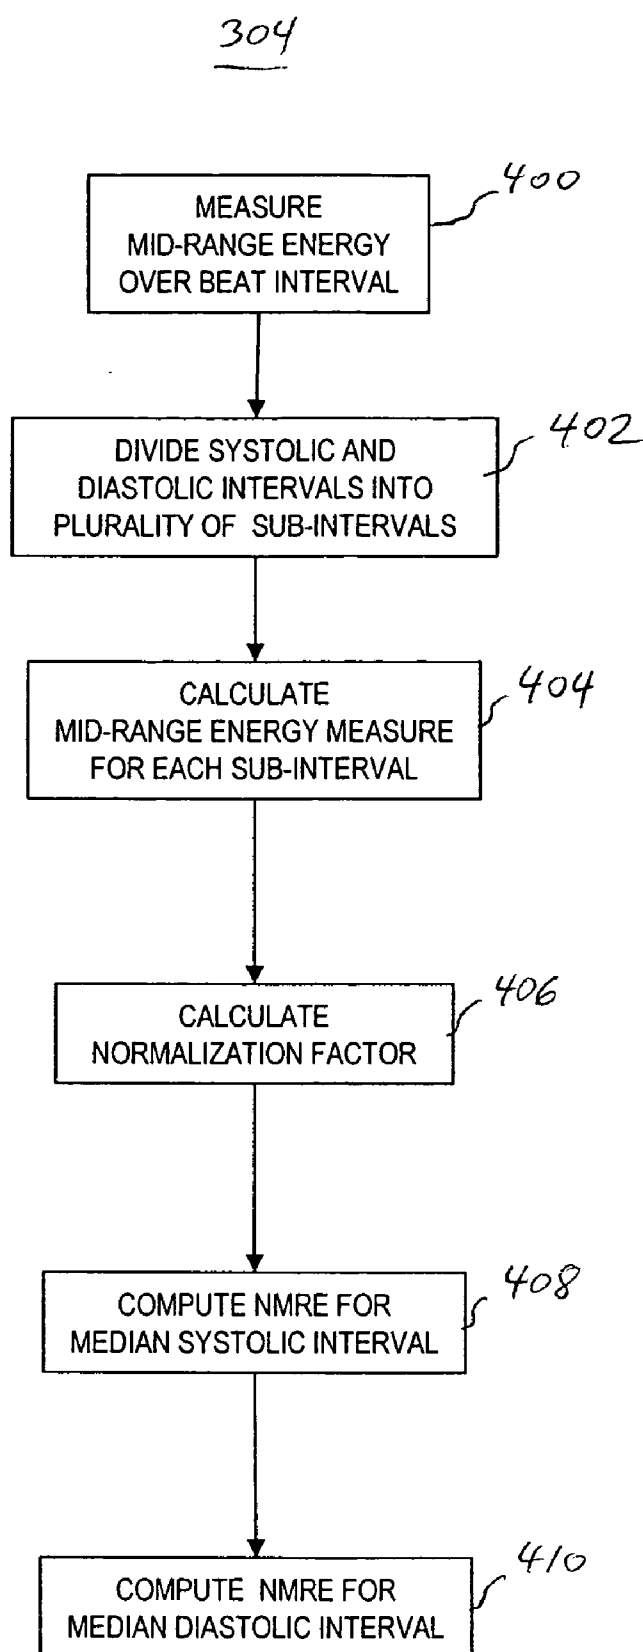 304
400
MEASURE
MID-RANGE ENERGY
OVER BEAT INTERVAL
402
DIVIDE SYSTOLIC AND
DIASTOLIC INTERVALS INTO
PLURALITY OF SUB-INTERVALS
404
CALCULATE
MID-RANGE ENERGY MEASURE
FOR EACH SUB-INTERVAL
406
CALCULATE
NORMALIZATION FACTOR
408
COMPUTE NMRE FOR
MEDIAN SYSTOLIC INTERVAL
410
COMPUTE NMRE FOR
MEDIAN DIASTOLIC INTERVAL